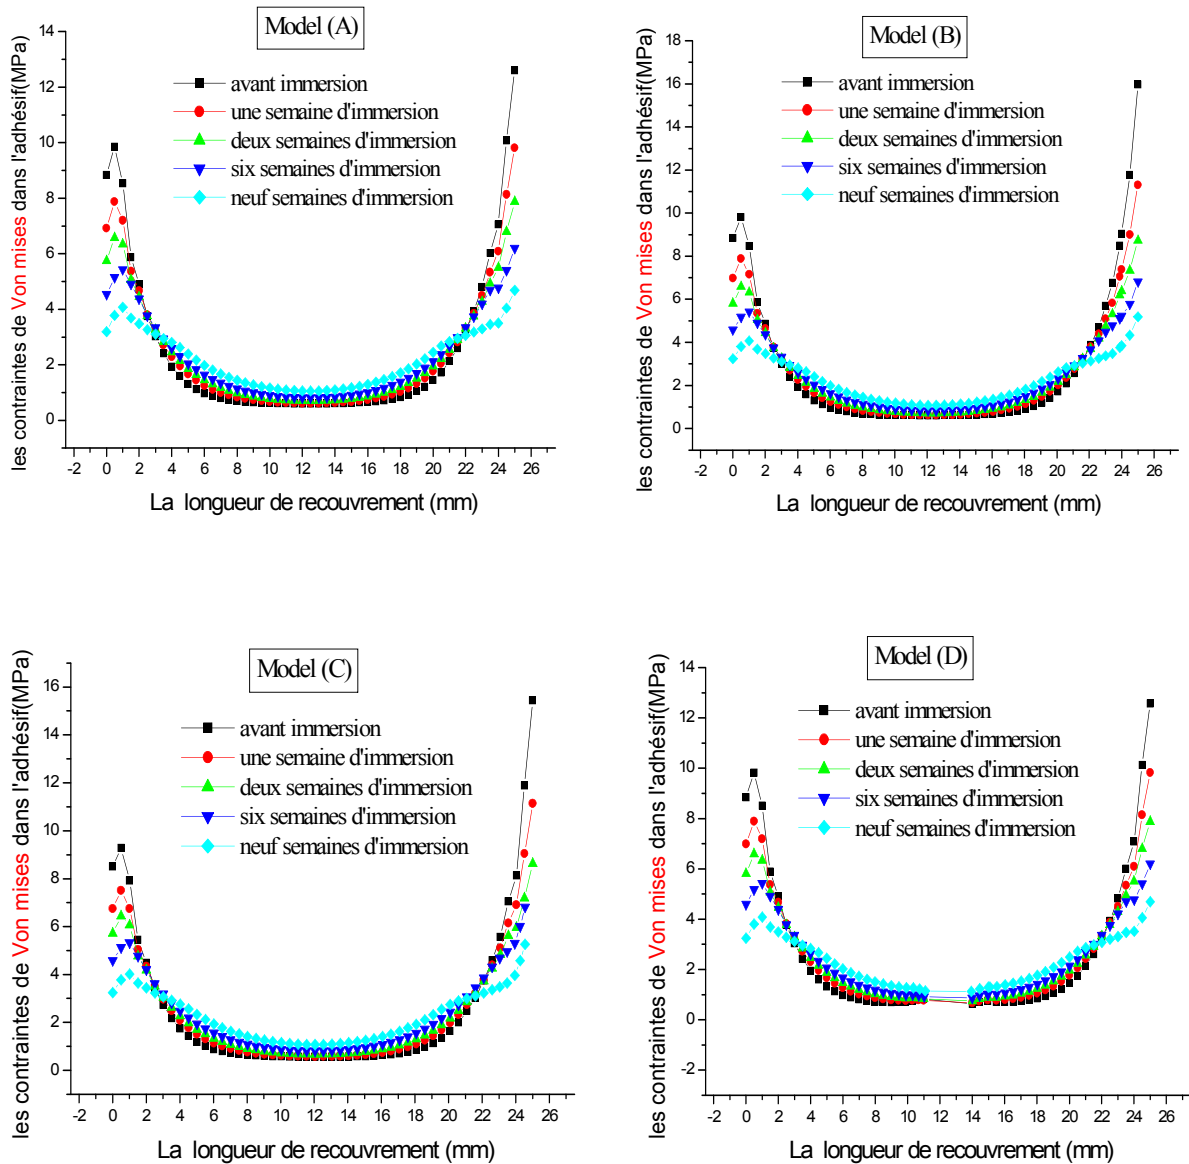 Model (A)
les contraintes de Von mises dans l'adhésif(MPa)
14
12
10
8
6
4
2
0
avant immersion
une semaine d'immersion
deux semaines d'immersion
six semaines d'immersion
neuf semaines d'immersion
-2 0 2 4 6 8 10 12 14 16 18 20 22 24 26
La longueur de recouvrement (mm)
Model (B)
les contraintes de Von mises dans l'adhésif(MPa)
18
16
14
12
10
8
6
4
2
0
avant immersion
une semaine d'immersion
deux semaines d'immersion
six semaines d'immersion
neuf semaines d'immersion
-2 0 2 4 6 8 10 12 14 16 18 20 22 24 26
La longueur de recouvrement (mm)
Model (C)
les contraintes de Von mises dans l'adhésif(MPa)
16
14
12
10
8
6
4
2
0
avant immersion
une semaine d'immersion
deux semaines d'immersion
six semaines d'immersion
neuf semaines d'immersion
-2 0 2 4 6 8 10 12 14 16 18 20 22 24 26
La longueur de recouvrement (mm)
Model (D)
les contraintes de Von mises dans l'adhésif(MPa)
14
12
10
8
6
4
2
0
-2
avant immersion
une semaine d'immersion
deux semaines d'immersion
six semaines d'immersion
neuf semaines d'immersion
-2 0 2 4 6 8 10 12 14 16 18 20 22 24 26
La longueur de recouvrement (mm)